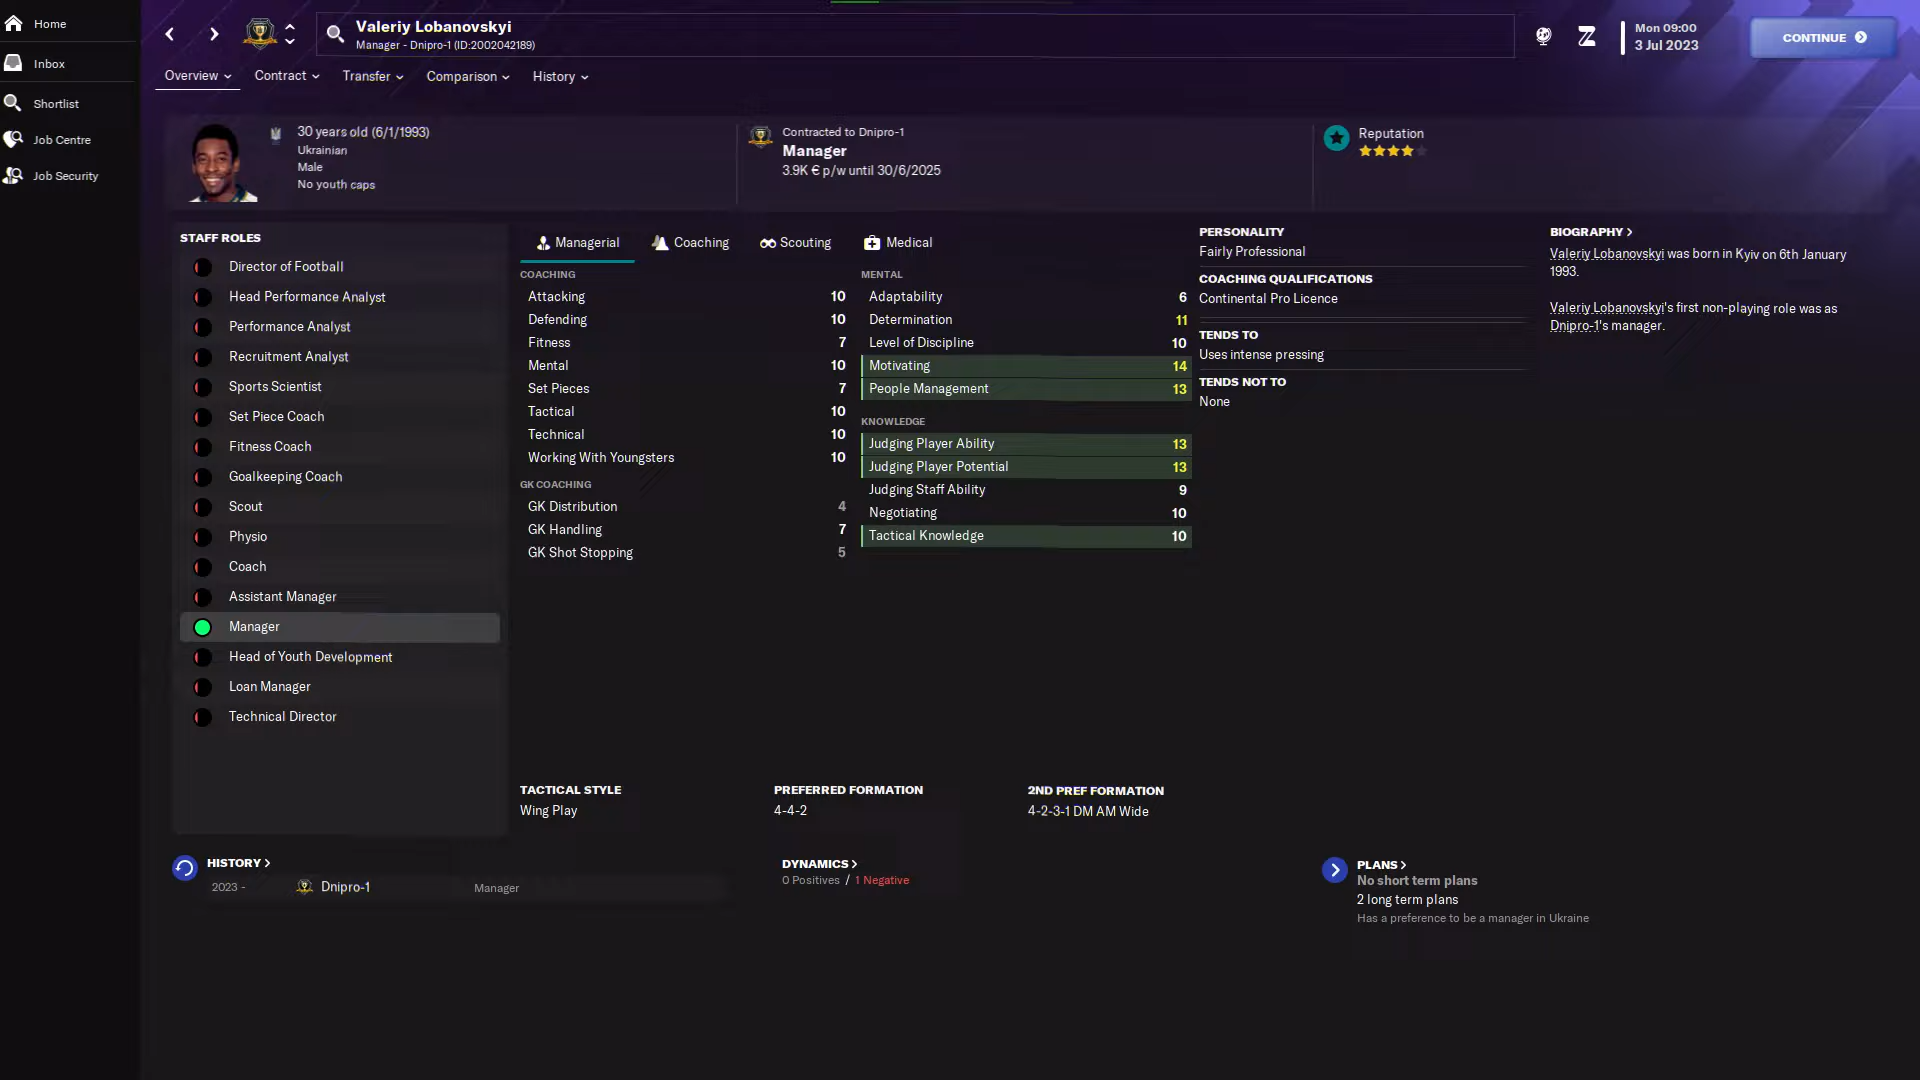 Home
Inbox
Shortlist
Job Centre
Job Security
Valeriy Lobanovskyi
Manager - Dnipro-1 (ID:2002042189)
Mon 09:00
3 Jul 2023
CONTINUE
Overview
Contract
Transfer
Comparison
History
30 years old (6/1/1993)
Ukrainian
Male
No youth caps
Contracted to Dnipro-1
Manager
3.9K € p/w until 30/6/2025
Reputation
STAFF ROLES
Director of Football
Head Performance Analyst
Performance Analyst
Recruitment Analyst
Sports Scientist
Set Piece Coach
Fitness Coach
Goalkeeping Coach
Scout
Physio
Coach
Assistant Manager
Manager
Head of Youth Development
Loan Manager
Technical Director
Managerial
Coaching
Scouting
Medical
COACHING
Attacking 10
Defending 10
Fitness 7
Mental 10
Set Pieces 7
Tactical 10
Technical 10
Working With Youngsters 10
GK COACHING
GK Distribution 4
GK Handling 7
GK Shot Stopping 5
MENTAL
Adaptability 6
Determination 11
Level of Discipline 10
Motivating 14
People Management 13
KNOWLEDGE
Judging Player Ability 13
Judging Player Potential 13
Judging Staff Ability 9
Negotiating 10
Tactical Knowledge 10
PERSONALITY
Fairly Professional
COACHING QUALIFICATIONS
Continental Pro Licence
TENDS TO
Uses intense pressing
TENDS NOT TO
None
BIOGRAPHY
Valeriy Lobanovskyi was born in Kyiv on 6th January
1993.
Valeriy Lobanovskyi's first non-playing role was as
Dnipro-1's manager.
TACTICAL STYLE
Wing Play
PREFERRED FORMATION
4-4-2
2ND PREF FORMATION
4-2-3-1 DM AM Wide
HISTORY
2023 - Dnipro-1 Manager
DYNAMICS
0 Positives / 1 Negative
PLANS
No short term plans
2 long term plans
Has a preference to be a manager in Ukraine